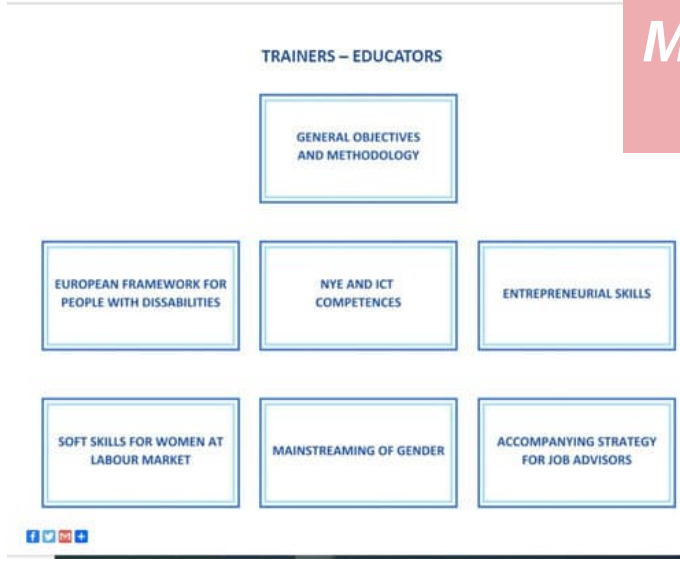 M
TRAINERS – EDUCATORS
GENERAL OBJECTIVES
AND METHODOLOGY
EUROPEAN FRAMEWORK FOR
PEOPLE WITH DISSABILITIES
NYE AND ICT
COMPETENCES
ENTREPRENEURIAL SKILLS
SOFT SKILLS FOR WOMEN AT
LABOUR MARKET
MAINSTREAMING OF GENDER
ACCOMPANYING STRATEGY
FOR JOB ADVISORS